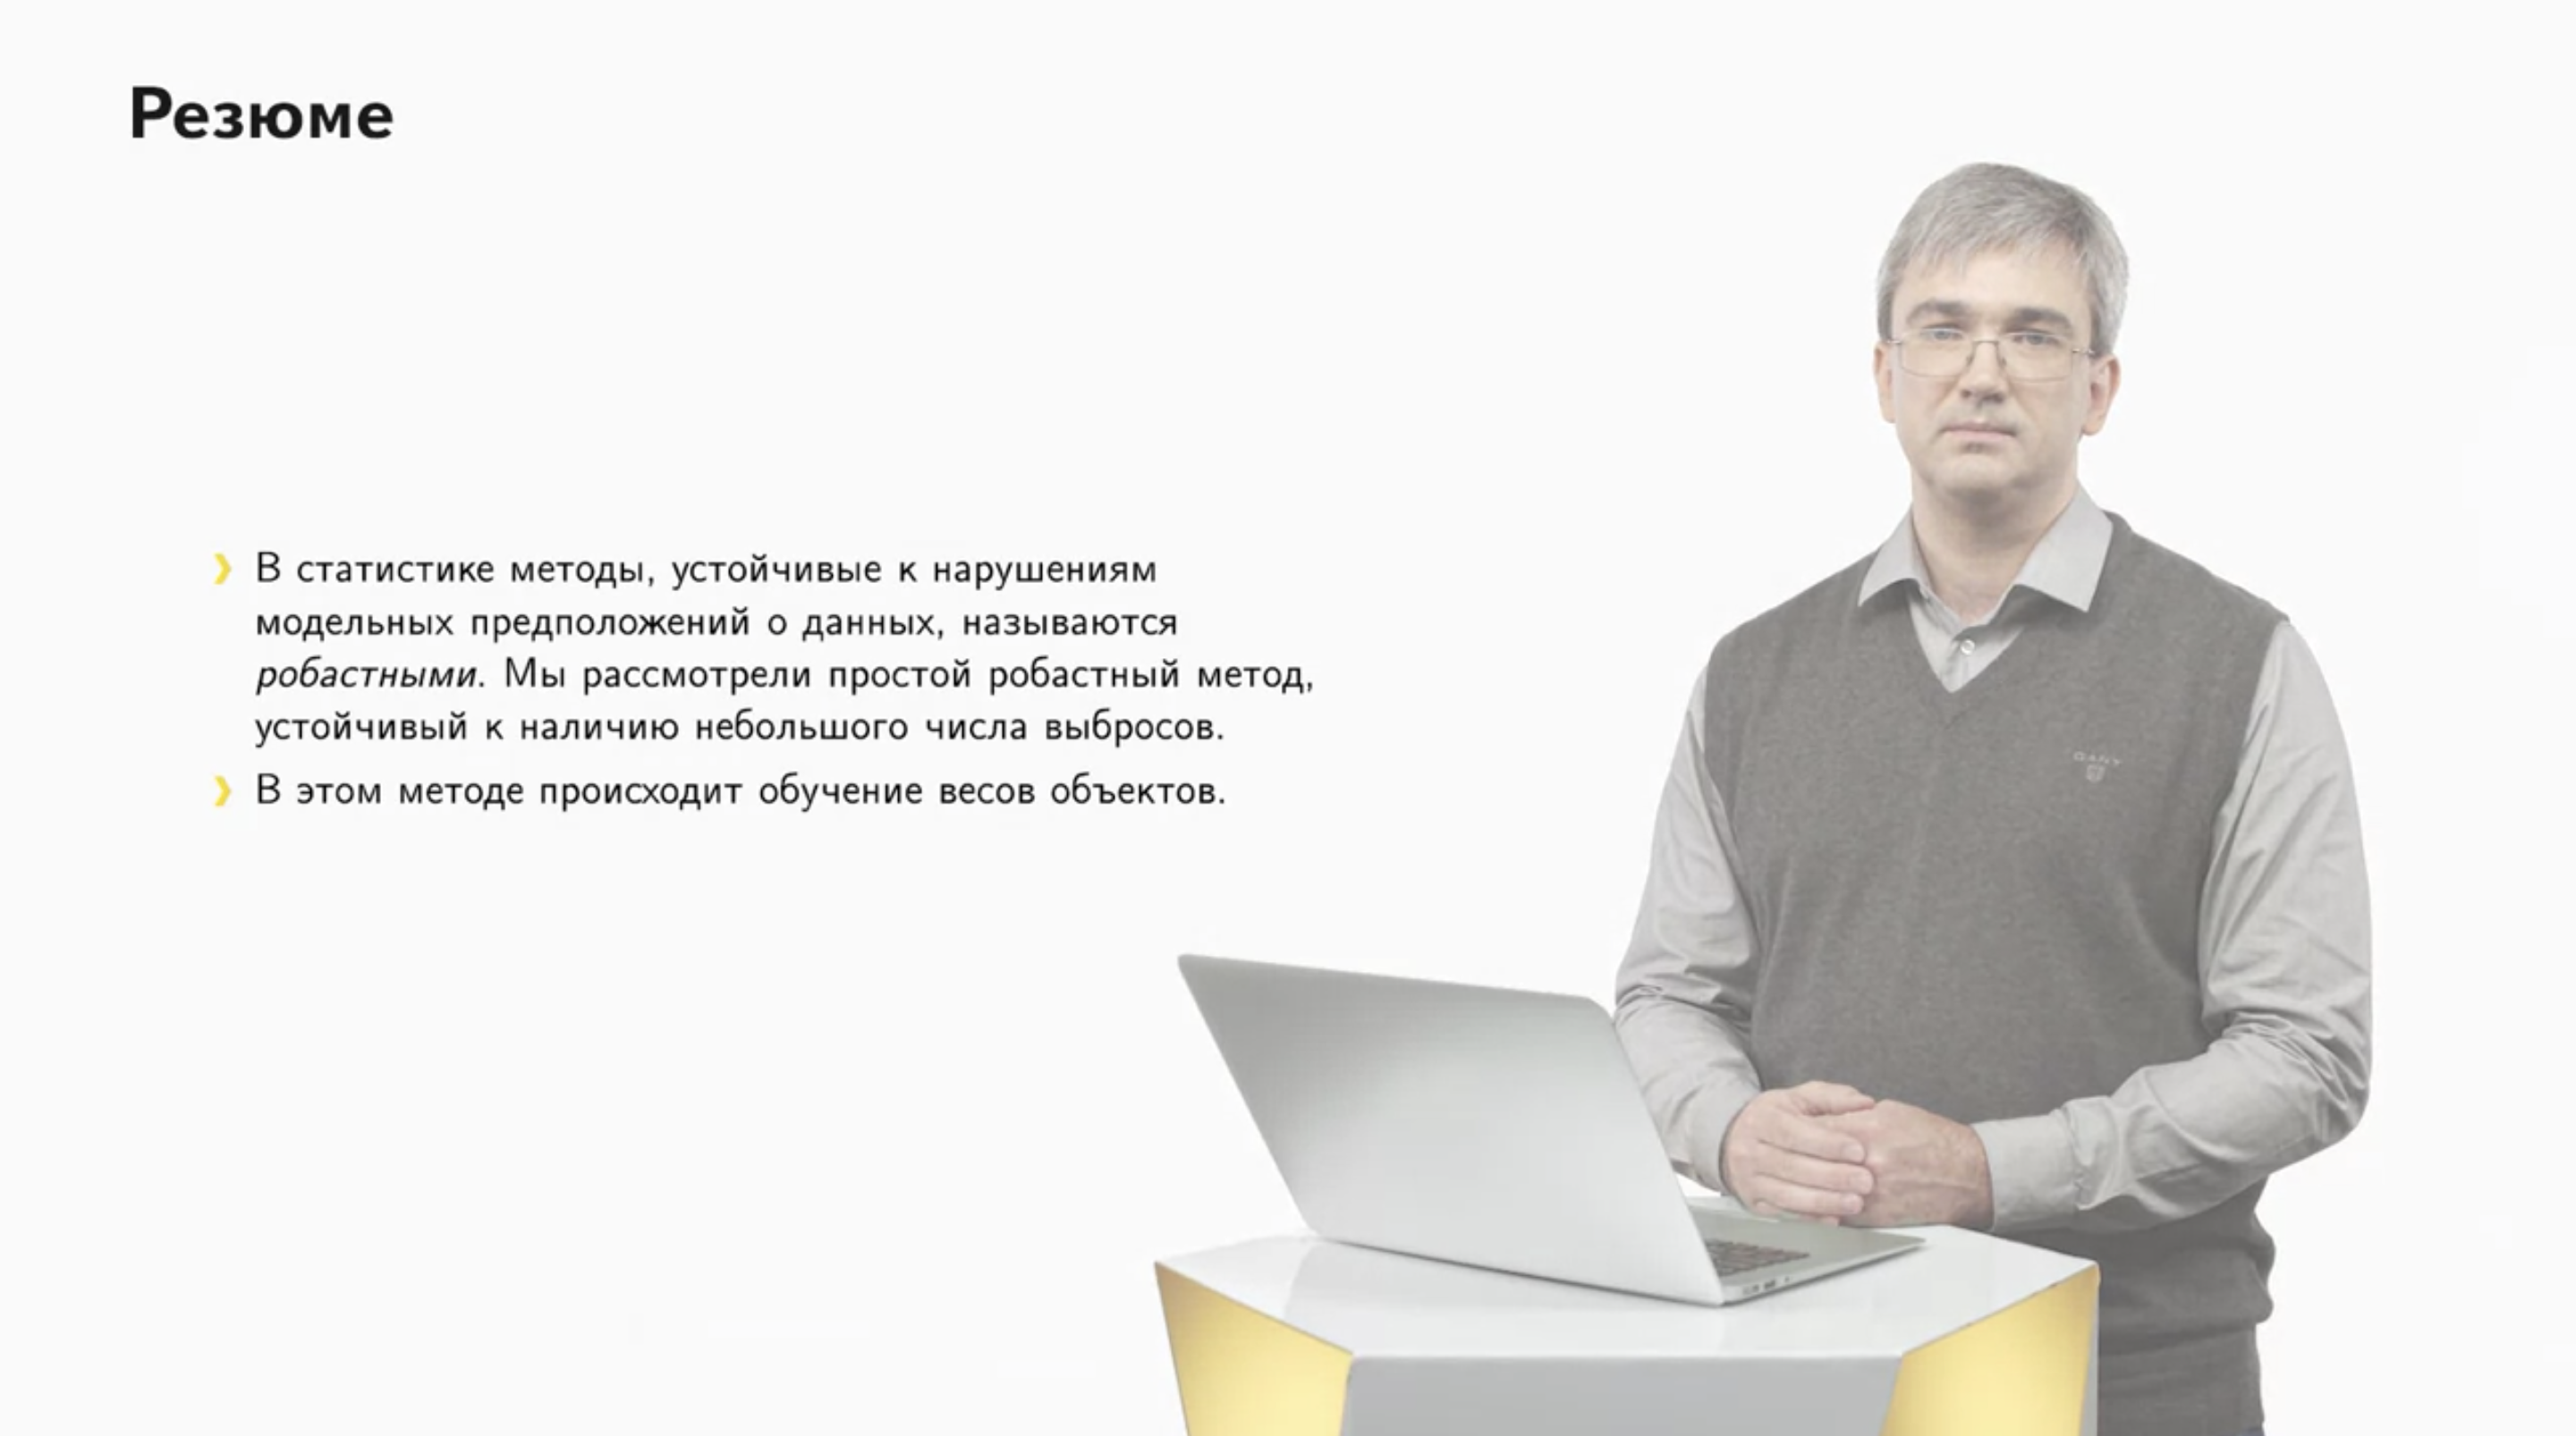 Резюме
В статистике методы, устойчивые к нарушениям
модельных предположений о данных, называются
робастными. Мы рассмотрели простой робастный метод,
устойчивый к наличию небольшого числа выбросов.
В этом методе происходит обучение весов объектов.
GANT